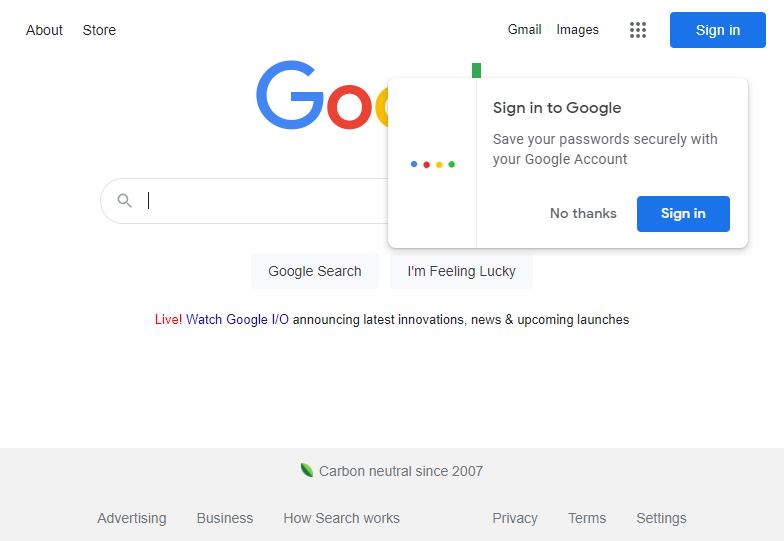 About Store Gmail Images Sign in
Goo
Sign in to Google
Save your passwords securely with
your Google Account
No thanks Sign in
Google Search I'm Feeling Lucky
Live! Watch Google I/O announcing latest innovations, news & upcoming launches
Carbon neutral since 2007
Advertising Business How Search works Privacy Terms Settings